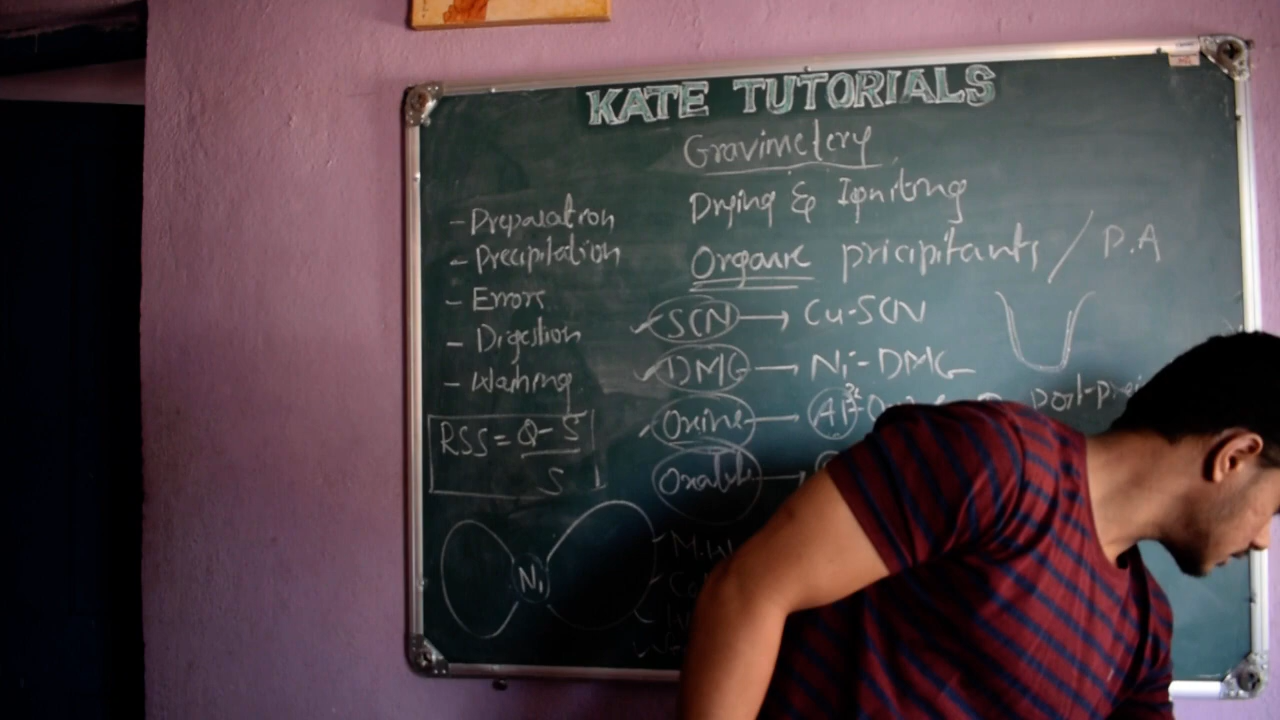 KATE TUTORIALS
Gravimetery
Drying & Igniting
Organic pricipitants / P.A
- Preparation
- Precipitation
- Errors
- Digestion
- Washing
RSS = Q-S
S
Ni
SCN → Cu-SCN
DMG → Ni-DMG
Oxine → Al3+
Oxalate →
- M.W